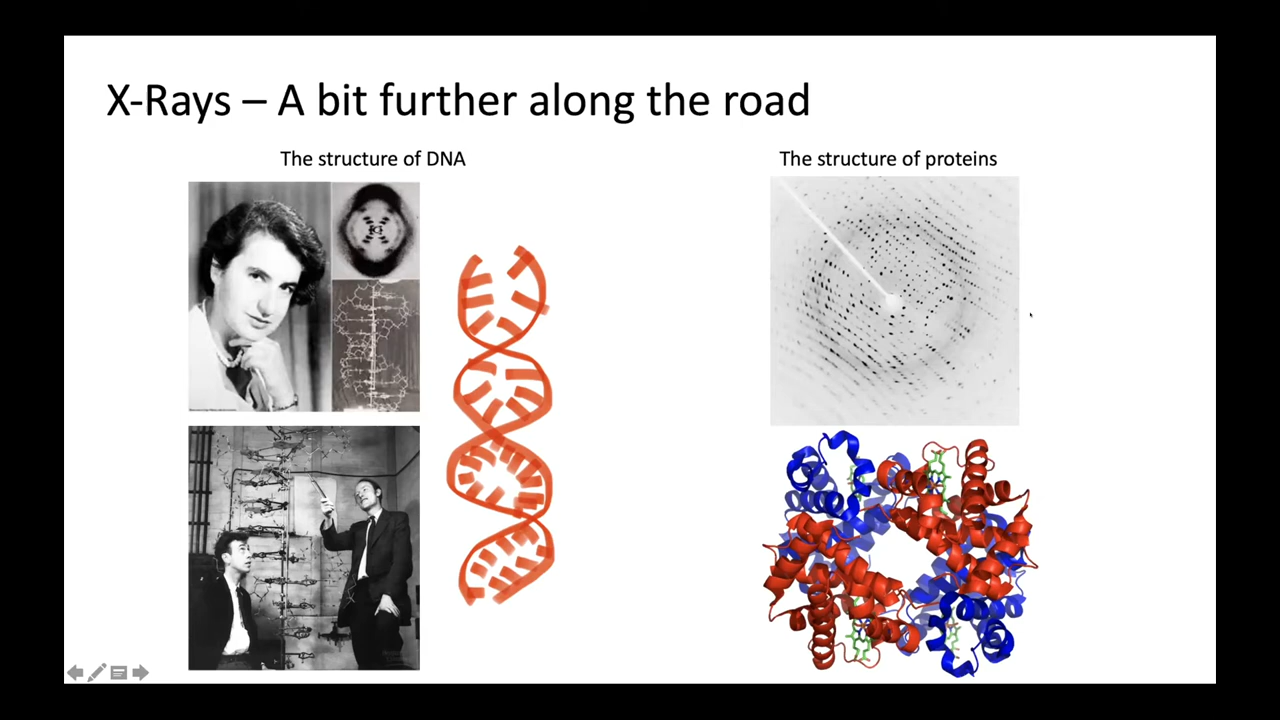 X-Rays – A bit further along the road
The structure of DNA
The structure of proteins